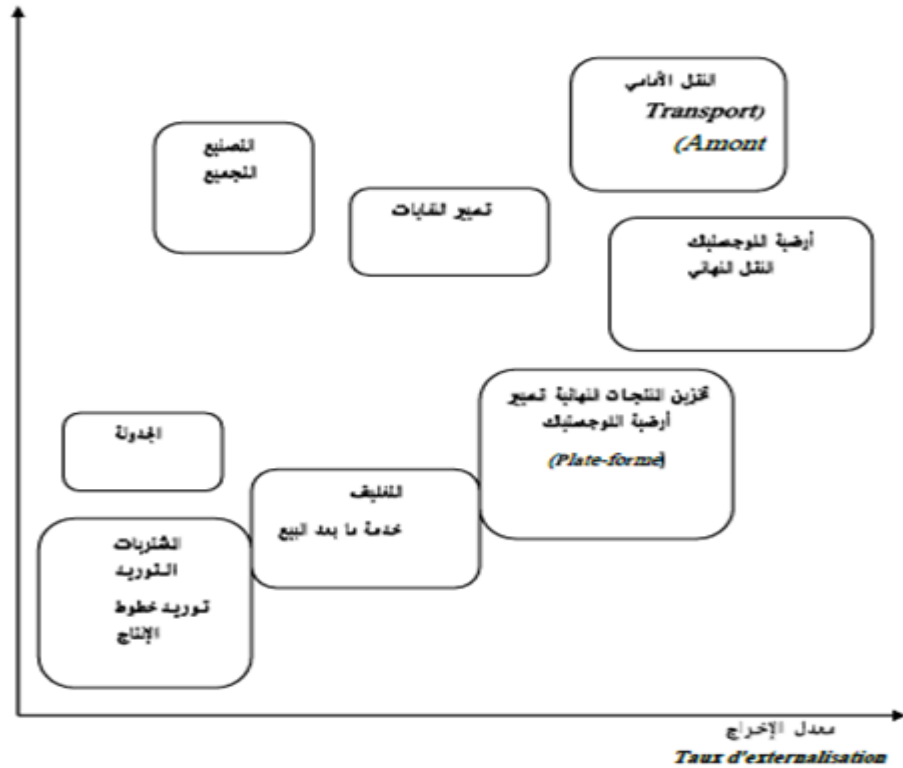 النقل الأمامي
Transport)
(Amont
التصنيع
التجميع
تسيير النفايات
أرضية اللوجستيك
النقل النهائي
تخزين المنتجات النهائية تسيير
أرضية اللوجستيك
(Plate-forme)
الجدولة
التغليف
خدمة ما بعد البيع
المشتريات
التوريد
توريد خطوط
الإنتاج
معدل الإخراج
Taux d'externalisation